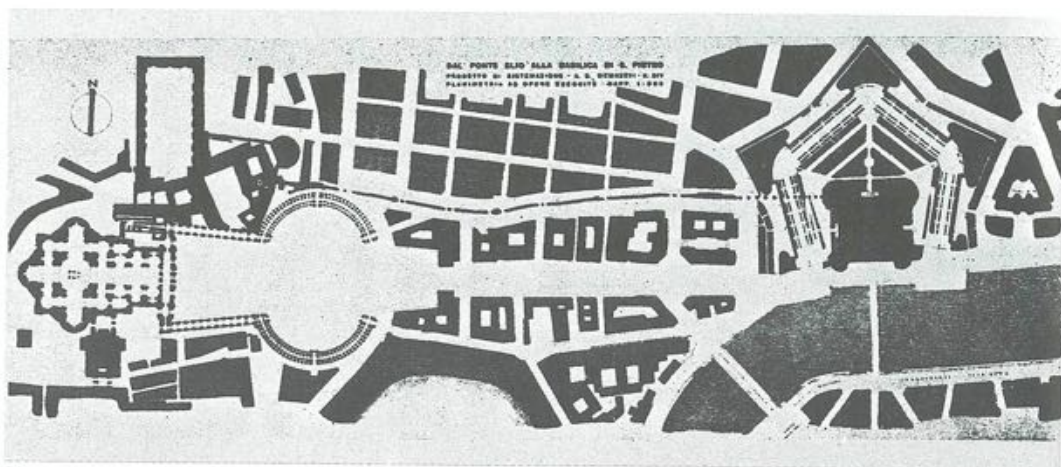 N
DAL PONTE ELIO ALLA BASILICA DI S. PIETRO
PROGETTO DI SISTEMAZIONE
PLANIMETRIA AD OPERE ESEGUITE